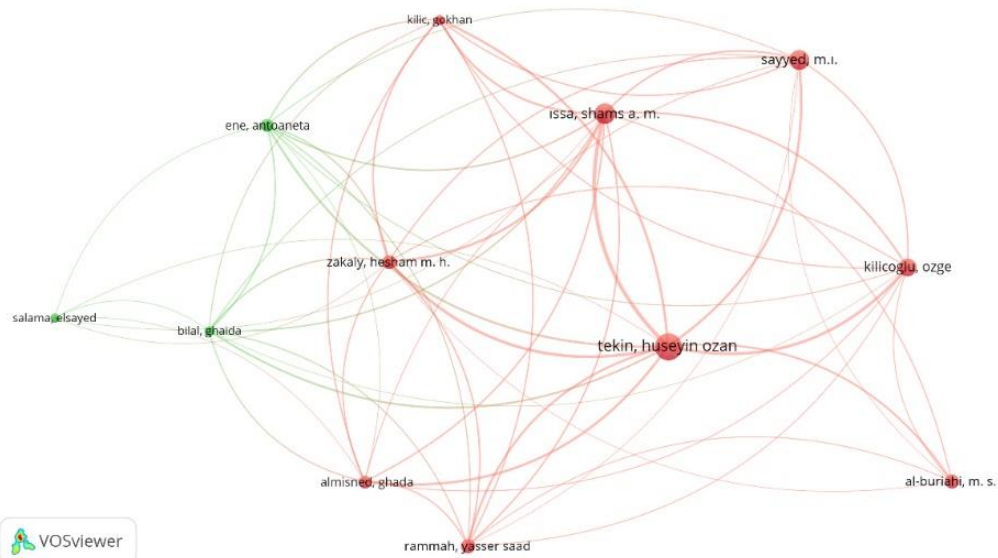 kilic, gokhan
sayyed, m.ı.
ıssa, shams a. m.
ene, antoaneta
zakaly, hesham m. h.
kilicoglu, ozge
salama, elsayed
bilal, ghaida
tekin, huseyin ozan
almisned, ghada
al-buriahi, m. s.
rammah, yasser saad
VOSviewer